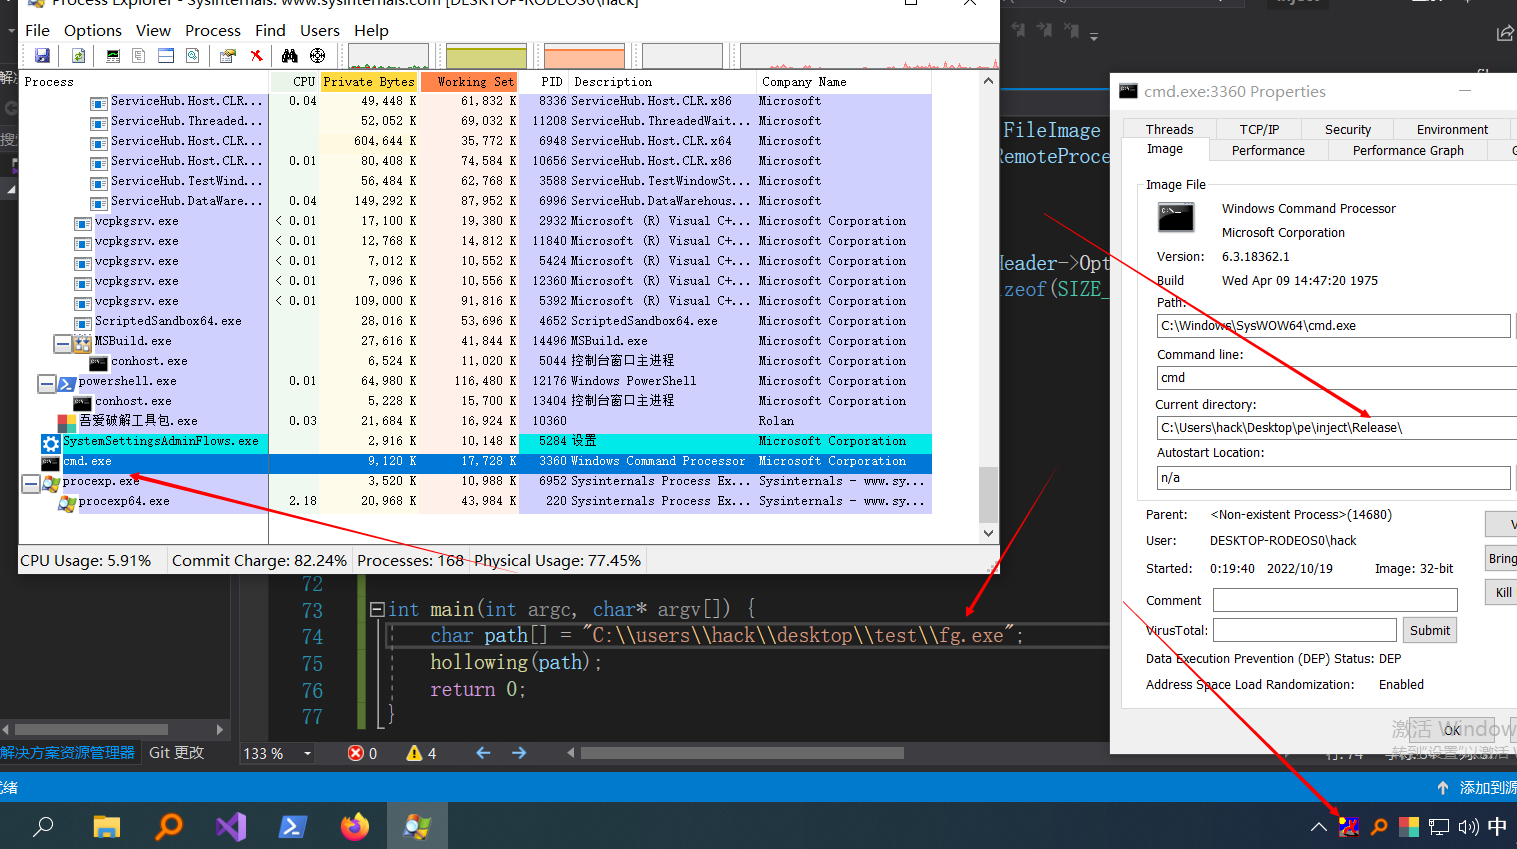 Process Explorer - Sysinternals: www.sysinternals.com [DESKTOP-RODEOS0\hack]
File Options View Process Find Users Help
Process CPU Private Bytes Working Set PID Description Company Name
ServiceHub.Host.CLR... 0.04 49,448 K 61,832 K 8336 ServiceHub.Host.CLR.x86 Microsoft
ServiceHub.Threaded... 52,052 K 69,032 K 11208 ServiceHub.ThreadedWait... Microsoft
ServiceHub.Host.CLR... 604,644 K 35,772 K 6948 ServiceHub.Host.CLR.x64 Microsoft
ServiceHub.Host.CLR... 0.01 80,408 K 74,584 K 10656 ServiceHub.Host.CLR.x86 Microsoft
ServiceHub.TestWind... 56,484 K 62,768 K 3588 ServiceHub.TestWindowSt... Microsoft
ServiceHub.DataWare... 0.04 149,292 K 87,952 K 6996 ServiceHub.DataWarehous... Microsoft
vcpkgsrv.exe < 0.01 17,100 K 19,380 K 2932 Microsoft (R) Visual C+... Microsoft Corporation
vcpkgsrv.exe < 0.01 12,768 K 14,812 K 11840 Microsoft (R) Visual C+... Microsoft Corporation
vcpkgsrv.exe < 0.01 7,012 K 10,552 K 5424 Microsoft (R) Visual C+... Microsoft Corporation
vcpkgsrv.exe < 0.01 7,096 K 10,556 K 12360 Microsoft (R) Visual C+... Microsoft Corporation
vcpkgsrv.exe < 0.01 109,000 K 91,816 K 5392 Microsoft (R) Visual C+... Microsoft Corporation
ScriptedSandbox64.exe 28,016 K 53,696 K 4652 ScriptedSandbox64.exe Microsoft Corporation
MSBuild.exe 27,616 K 41,844 K 14496 MSBuild.exe Microsoft Corporation
conhost.exe 6,524 K 11,020 K 5044 控制台窗口主进程 Microsoft Corporation
powershell.exe 0.01 64,980 K 116,480 K 12176 Windows PowerShell Microsoft Corporation
conhost.exe 5,228 K 15,700 K 13404 控制台窗口主进程 Microsoft Corporation
吾爱破解工具包.exe 0.03 21,684 K 16,924 K 10360 Rolan
SystemSettingsAdminFlows.exe 2,916 K 10,148 K 5284 设置 Microsoft Corporation
cmd.exe 9,120 K 17,728 K 3360 Windows Command Processor Microsoft Corporation
procexp.exe 3,520 K 10,988 K 6952 Sysinternals Process Ex... Sysinternals - www.sy...
procexp64.exe 2.18 20,968 K 43,984 K 220 Sysinternals Process Ex... Sysinternals - www.sy...
CPU Usage: 5.91% Commit Charge: 82.24% Processes: 168 Physical Usage: 77.45%
FileImage
RemoteProce
Header->Opt
izeof(SIZE_
72
73 int main(int argc, char* argv[]) {
74 char path[] = "C:\\users\\hack\\desktop\\test\\fg.exe";
75 hollowing(path);
76 return 0;
77 }
解决方案资源管理器 Git 更改
133 % 0 4
cmd.exe:3360 Properties
Threads TCP/IP Security Environment
Image Performance Performance Graph
Image File
Windows Command Processor
Microsoft Corporation
Version: 6.3.18362.1
Build Wed Apr 09 14:47:20 1975
Path:
C:\Windows\SysWOW64\cmd.exe
Command line:
cmd
Current directory:
C:\Users\hack\Desktop\pe\inject\Release\
Autostart Location:
n/a
Parent: <Non-existent Process>(14680)
User: DESKTOP-RODEOS0\hack
Bring
Started: 0:19:40 2022/10/19 Image: 32-bit
Kill
Comment
VirusTotal: Submit
Data Execution Prevention (DEP) Status: DEP
Address Space Load Randomization: Enabled
OK
激活 Window
转到"设置"以激活
添加到源
中